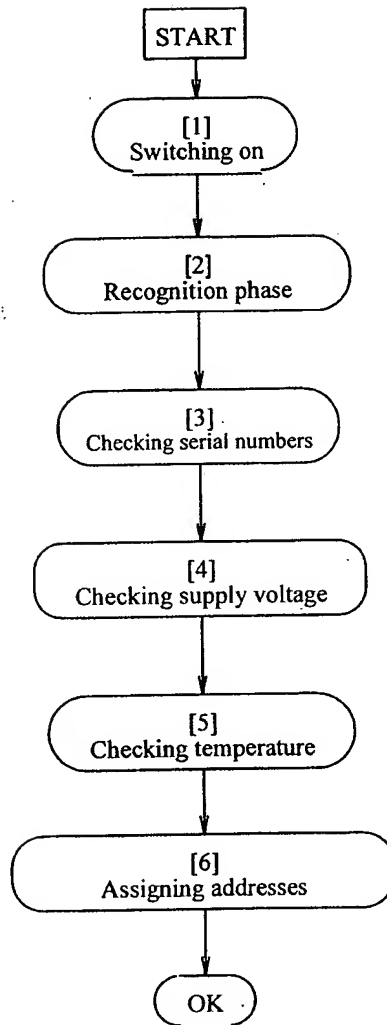 START
[1]
Switching on
[2]
Recognition phase
[3]
Checking serial numbers
[4]
Checking supply voltage
[5]
Checking temperature
[6]
Assigning addresses
OK